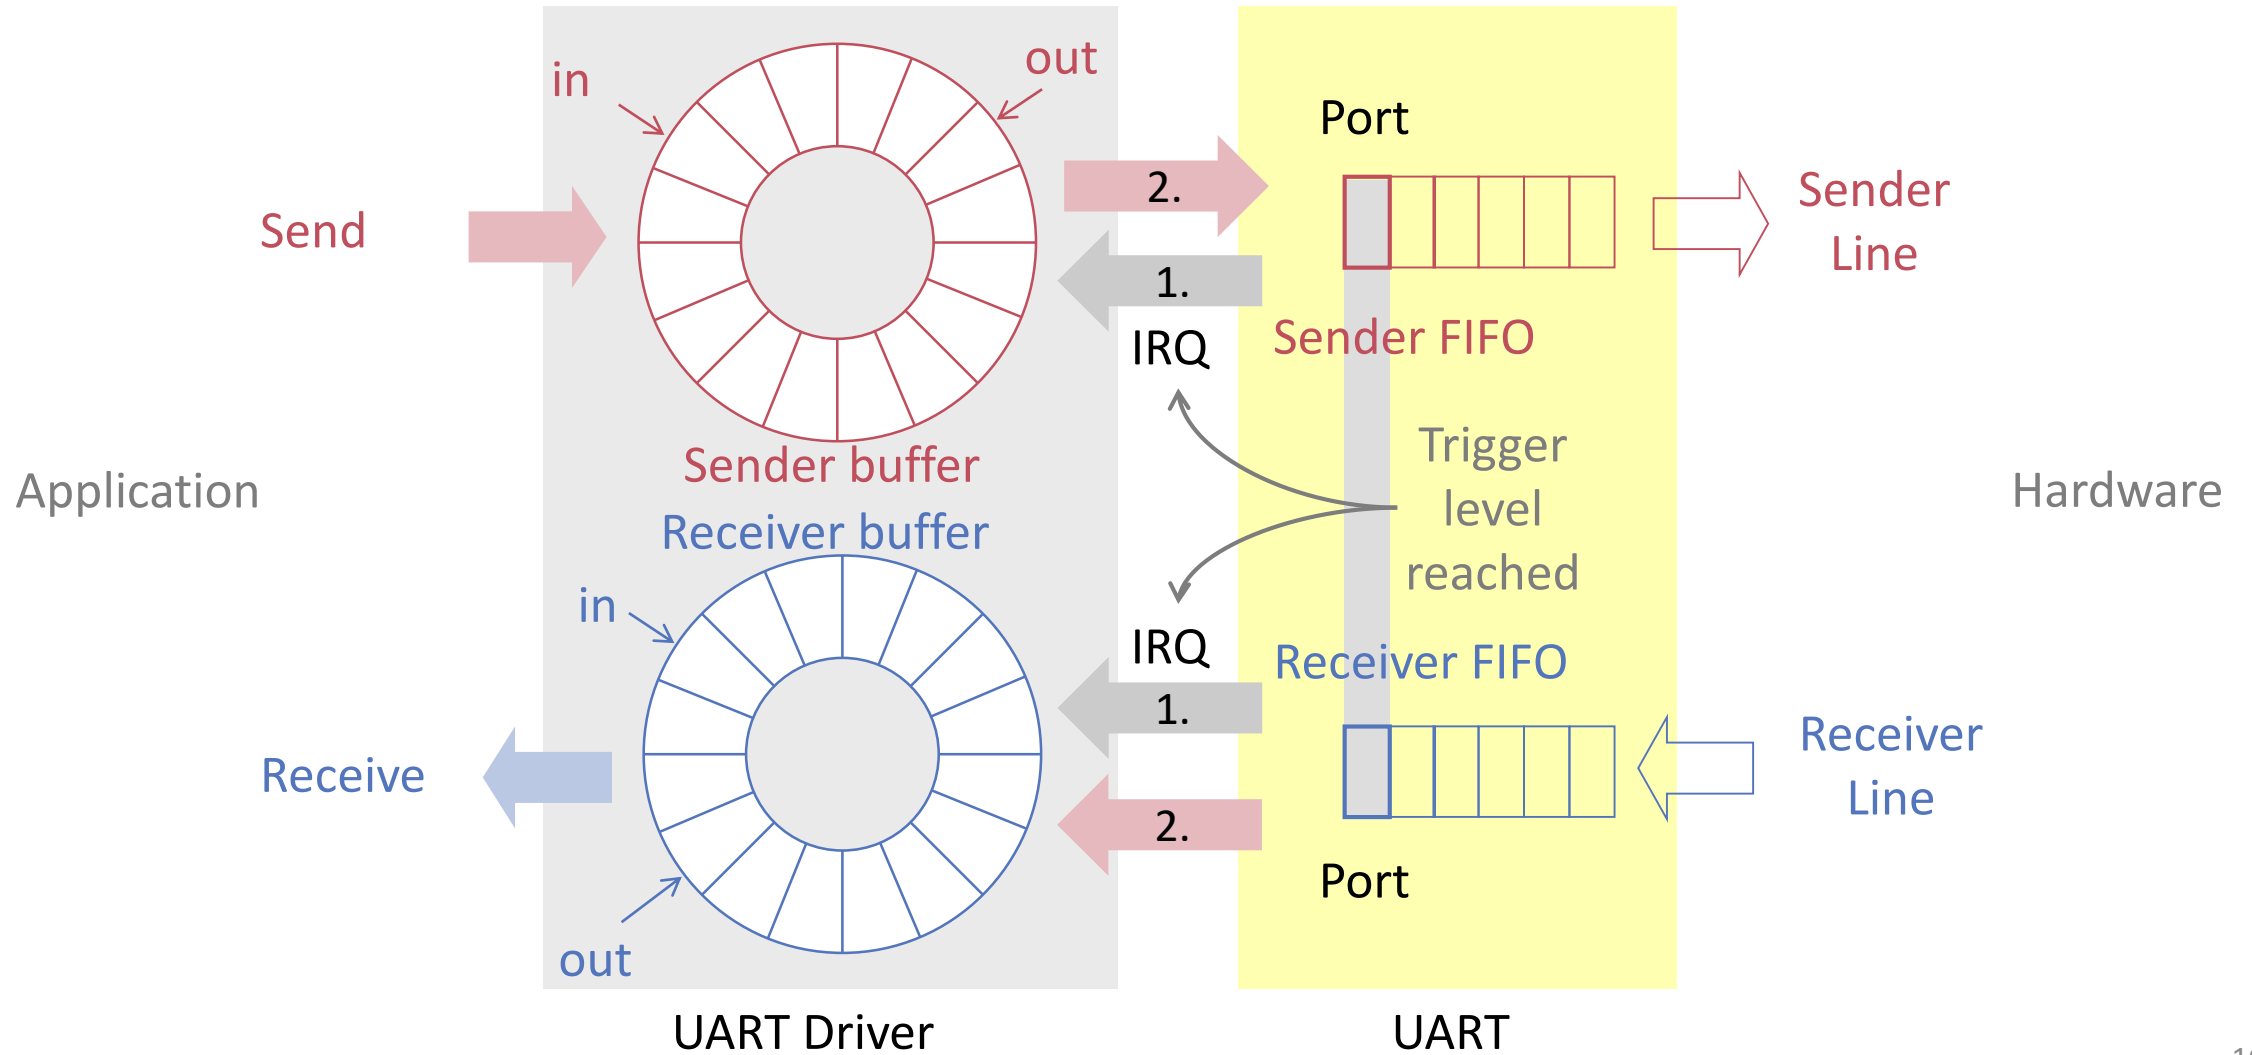 in
out
Port
2.
Send
Sender
Line
1.
IRQ
Sender FIFO
Sender buffer
Trigger
level
reached
Application
Hardware
Receiver buffer
in
IRQ
Receiver FIFO
1.
Receive
Receiver
Line
2.
Port
out
UART Driver
UART